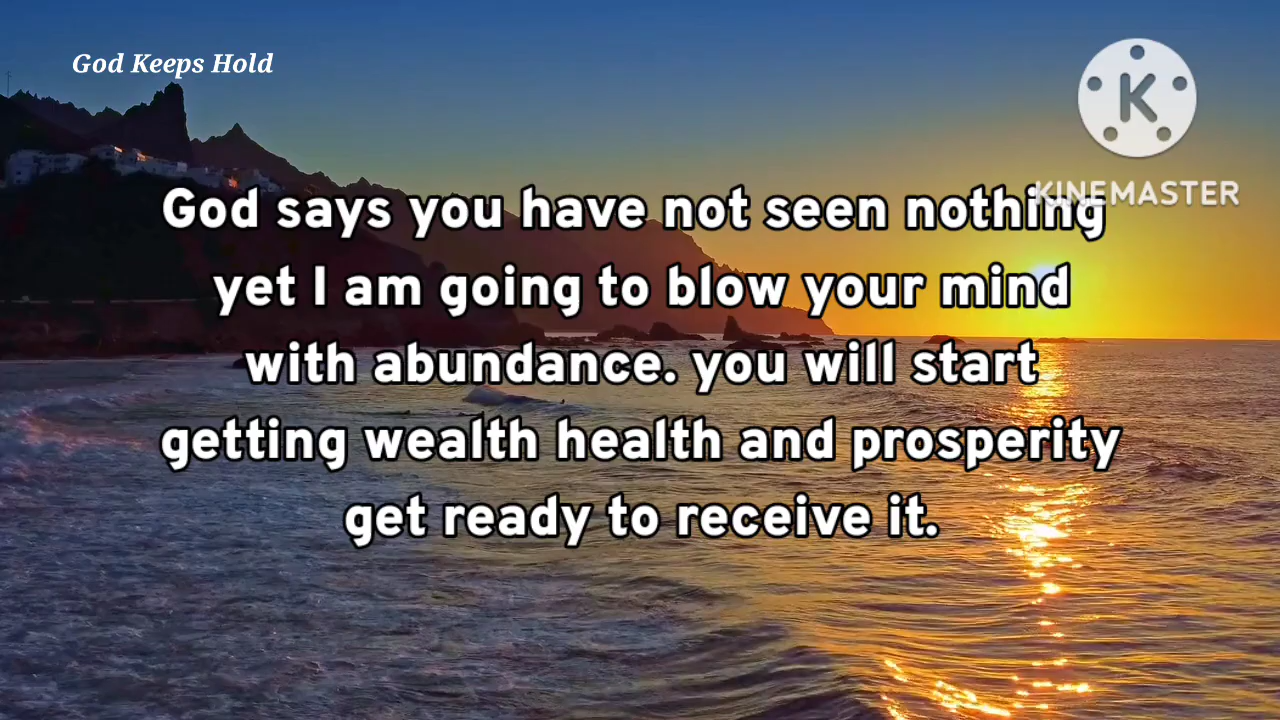 God Keeps Hold
K
KINEMASTER
God says you have not seen nothing
yet I am going to blow your mind
with abundance. you will start
getting wealth health and prosperity
get ready to receive it.